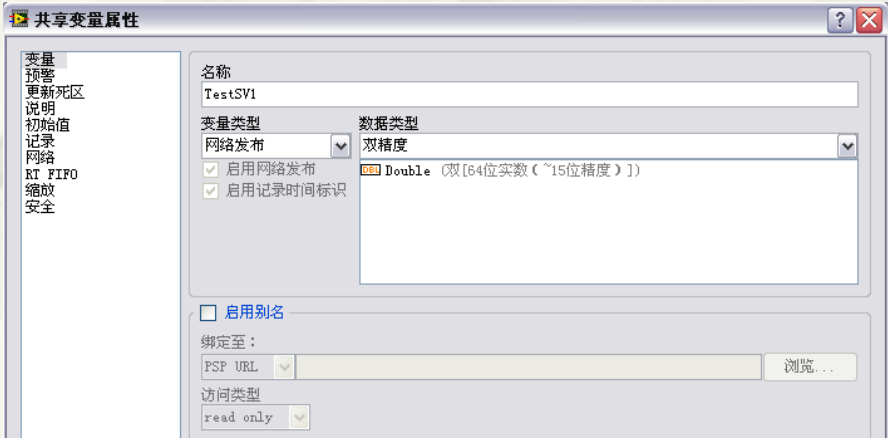 共享变量属性
变量
预警
更新死区
说明
初始值
记录
网络
RT FIFO
缩放
安全
名称
TestSV1
变量类型
数据类型
网络发布
双精度
启用网络发布
启用记录时间标识
DBL Double (双[64位实数(~15位精度)])
启用别名
绑定至:
PSP URL
浏览...
访问类型
read only